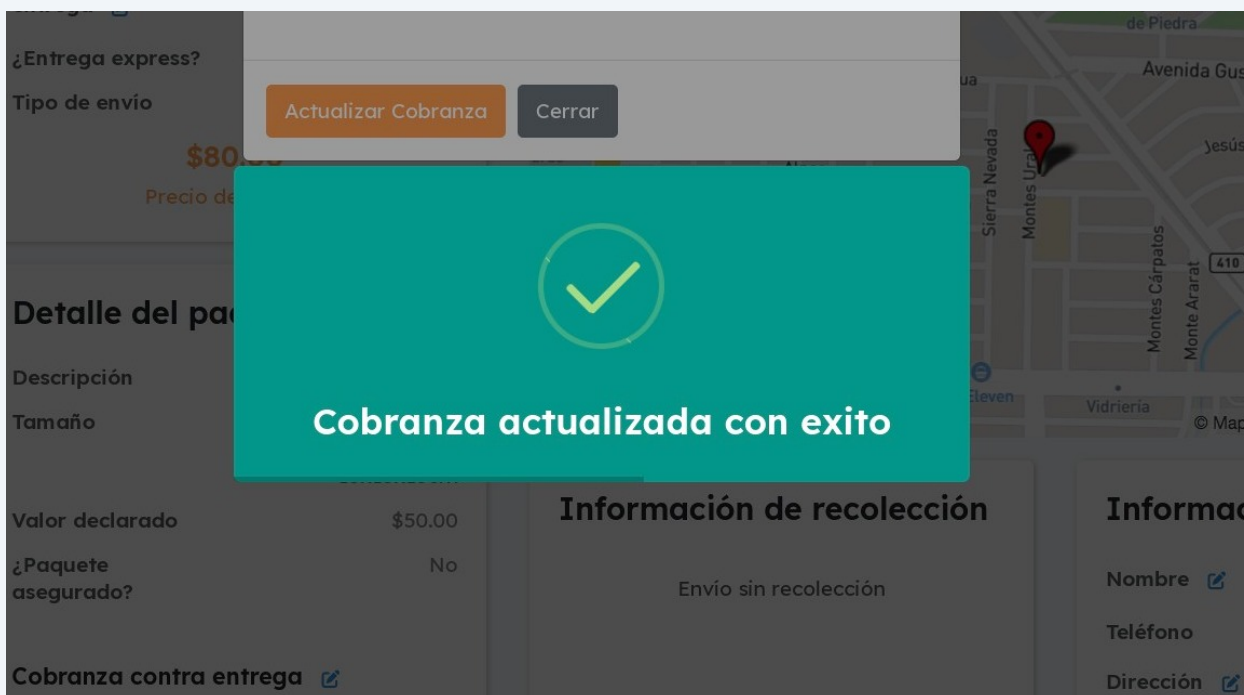 ¿Entrega express?
Tipo de envío
Actualizar Cobranza
Cerrar
de Piedra
Avenida Gus
Sierra Nevada
Montes Ural
Jesús
Montes Cárpatos
Monte Ararat
410
Eleven
Vidriería
© Map
Cobranza actualizada con exito
Detalle del pa
Descripción
Tamaño
Valor declarado
$50.00
¿Paquete
asegurado?
No
Cobranza contra entrega
Información de recolección
Envío sin recolección
Informac
Nombre
Teléfono
Dirección